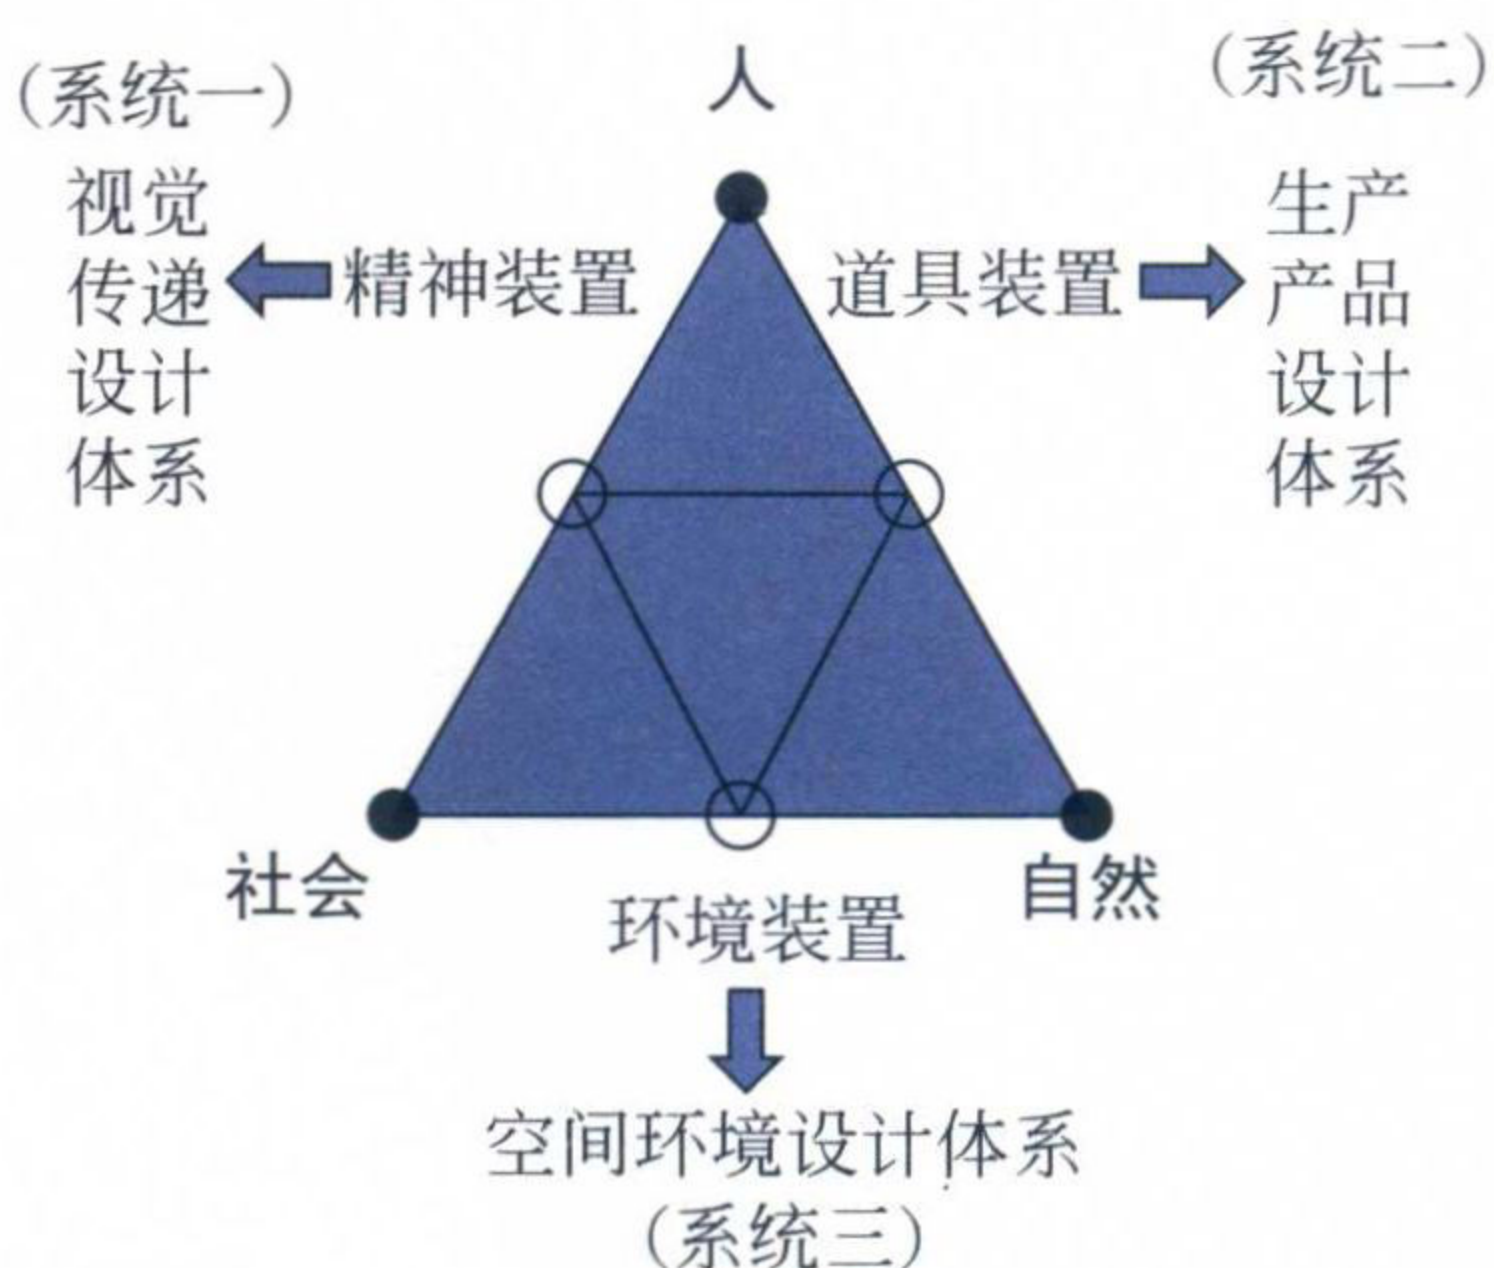 人
(系统一)
视觉
传递
设计
体系
精神装置
道具装置
(系统二)
生产
产品
设计
体系
社会
自然
环境装置
空间环境设计体系
(系统三)